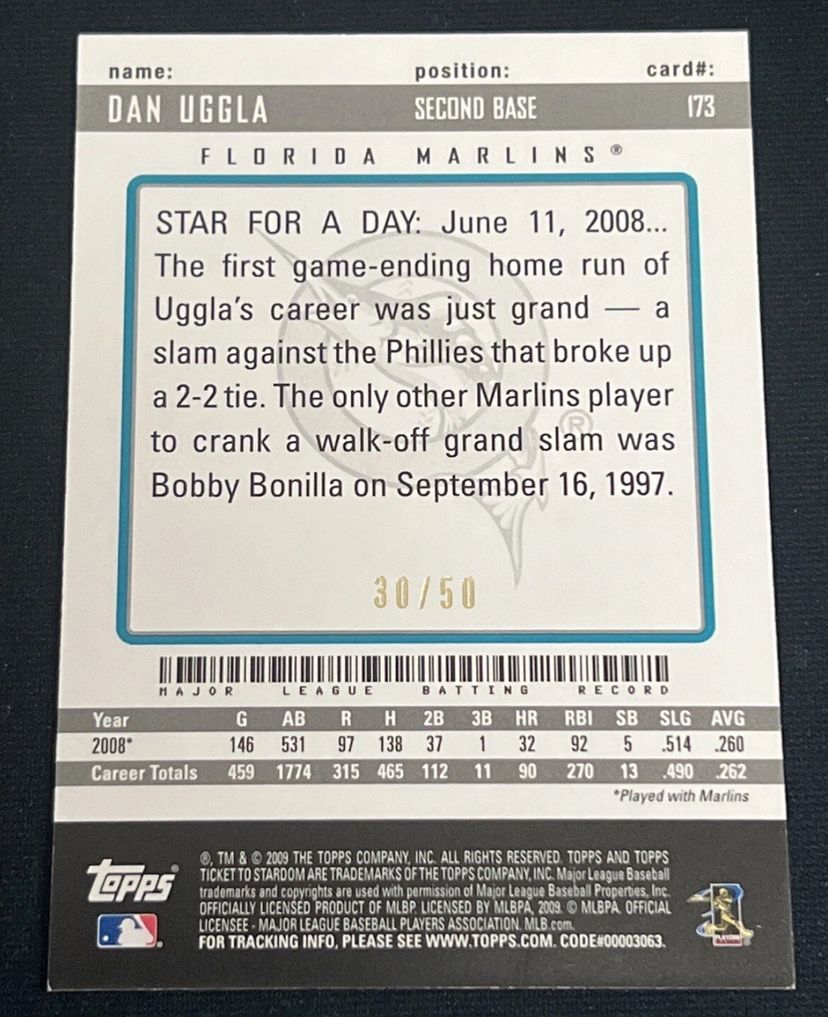 name: position: card#:
DAN UGGLA SECOND BASE 173
FLORIDA MARLINS®
STAR FOR A DAY: June 11, 2008...
The first game-ending home run of
Uggla's career was just grand — a
slam against the Phillies that broke up
a 2-2 tie. The only other Marlins player
to crank a walk-off grand slam was
Bobby Bonilla on September 16, 1997.
®
30/50
MAJOR LEAGUE BATTING RECORD
Year G AB R H 2B 3B HR RBI SB SLG AVG
2008* 146 531 97 138 37 1 32 92 5 .514 .260
Career Totals 459 1774 315 465 112 11 90 270 13 .490 .262
*Played with Marlins
Topps®
®, TM & © 2009 THE TOPPS COMPANY, INC. ALL RIGHTS RESERVED. TOPPS AND TOPPS
TICKET TO STARDOM ARE TRADEMARKS OF THE TOPPS COMPANY, INC. Major League Baseball
trademarks and copyrights are used with permission of Major League Baseball Properties, Inc.
OFFICIALLY LICENSED PRODUCT OF MLBP. LICENSED BY MLBPA, 2009. © MLBPA. OFFICIAL
LICENSEE - MAJOR LEAGUE BASEBALL PLAYERS ASSOCIATION. MLB.com.
FOR TRACKING INFO, PLEASE SEE WWW.TOPPS.COM. CODE#00003063.